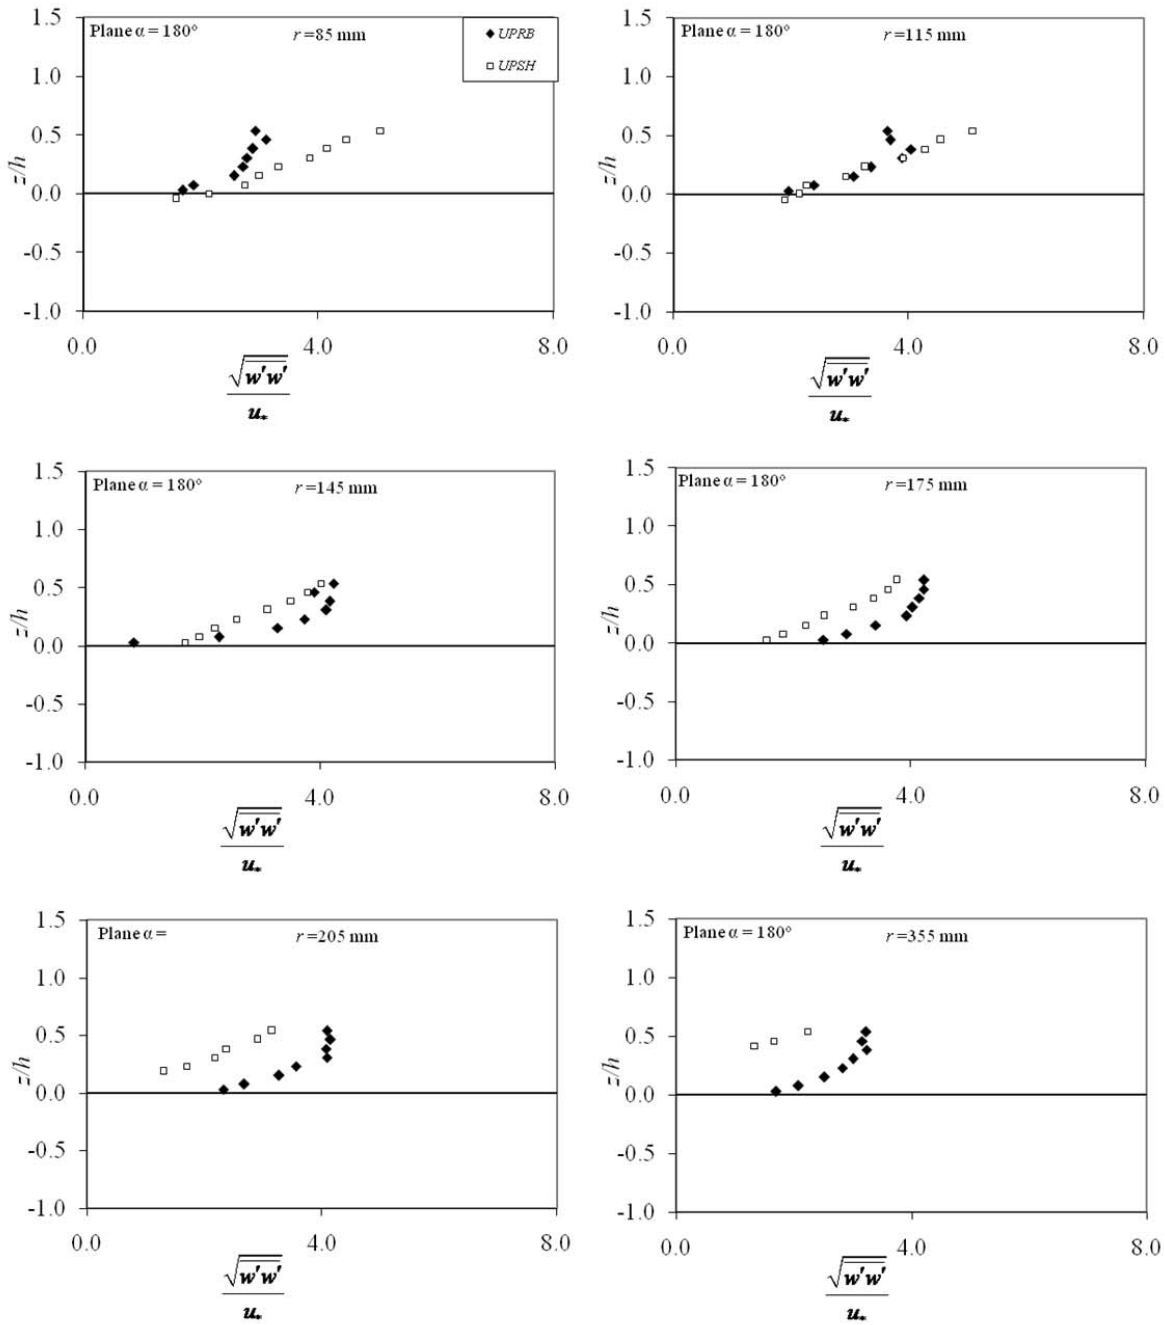 Plane α = 180° r =85 mm
UPRB
UPSH
1.5
1.0
0.5
0.0
-0.5
-1.0
z/h
0.0 4.0 8.0
√w'w'
u*
Plane α = 180° r =115 mm
1.5
1.0
0.5
0.0
-0.5
-1.0
z/h
0.0 4.0 8.0
√w'w'
u*
Plane α = 180° r =145 mm
1.5
1.0
0.5
0.0
-0.5
-1.0
z/h
0.0 4.0 8.0
√w'w'
u*
Plane α = 180° r =175 mm
1.5
1.0
0.5
0.0
-0.5
-1.0
z/h
0.0 4.0 8.0
√w'w'
u*
Plane α = r =205 mm
1.5
1.0
0.5
0.0
-0.5
-1.0
z/h
0.0 4.0 8.0
√w'w'
u*
Plane α = 180° r =355 mm
1.5
1.0
0.5
0.0
-0.5
-1.0
z/h
0.0 4.0 8.0
√w'w'
u*